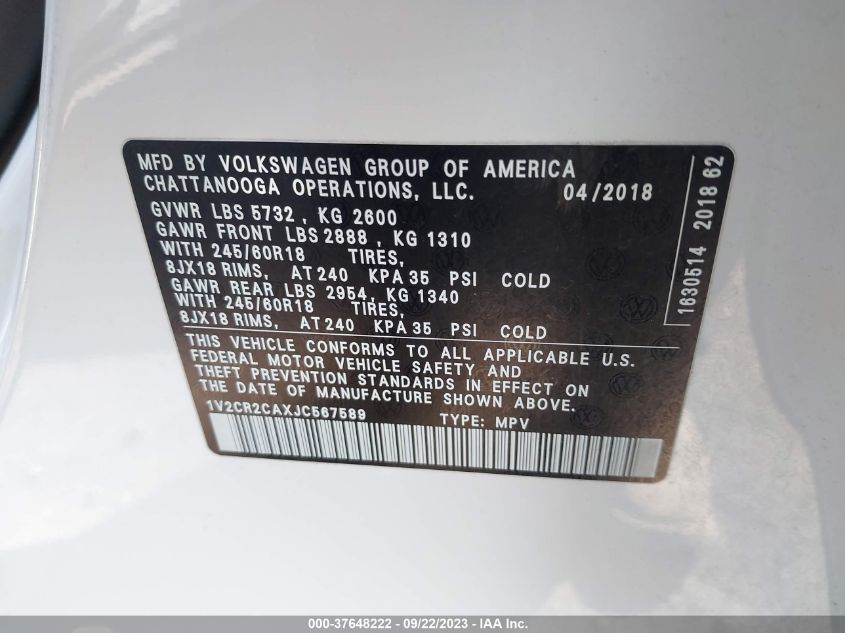 MFD BY VOLKSWAGEN GROUP OF AMERICA
CHATTANOOGA OPERATIONS, LLC. 04/2018
GVWR LBS 5732 , KG 2600
GAWR FRONT LBS 2888 , KG 1310
WITH 245/60R18 TIRES,
8JX18 RIMS, AT 240 KPA 35 PSI COLD
GAWR REAR LBS 2954, KG 1340
WITH 245/60R18 TIRES,
8JX18 RIMS, AT 240 KPA 35 PSI COLD
THIS VEHICLE CONFORMS TO ALL APPLICABLE U.S.
FEDERAL MOTOR VEHICLE SAFETY AND
THEFT PREVENTION STANDARDS IN EFFECT ON
THE DATE OF MANUFACTURE SHOWN ABOVE.
1V2CR2CAXJC567589 TYPE: MPV
1630514 2018 62
000-37648222 - 09/22/2023 - IAA Inc.